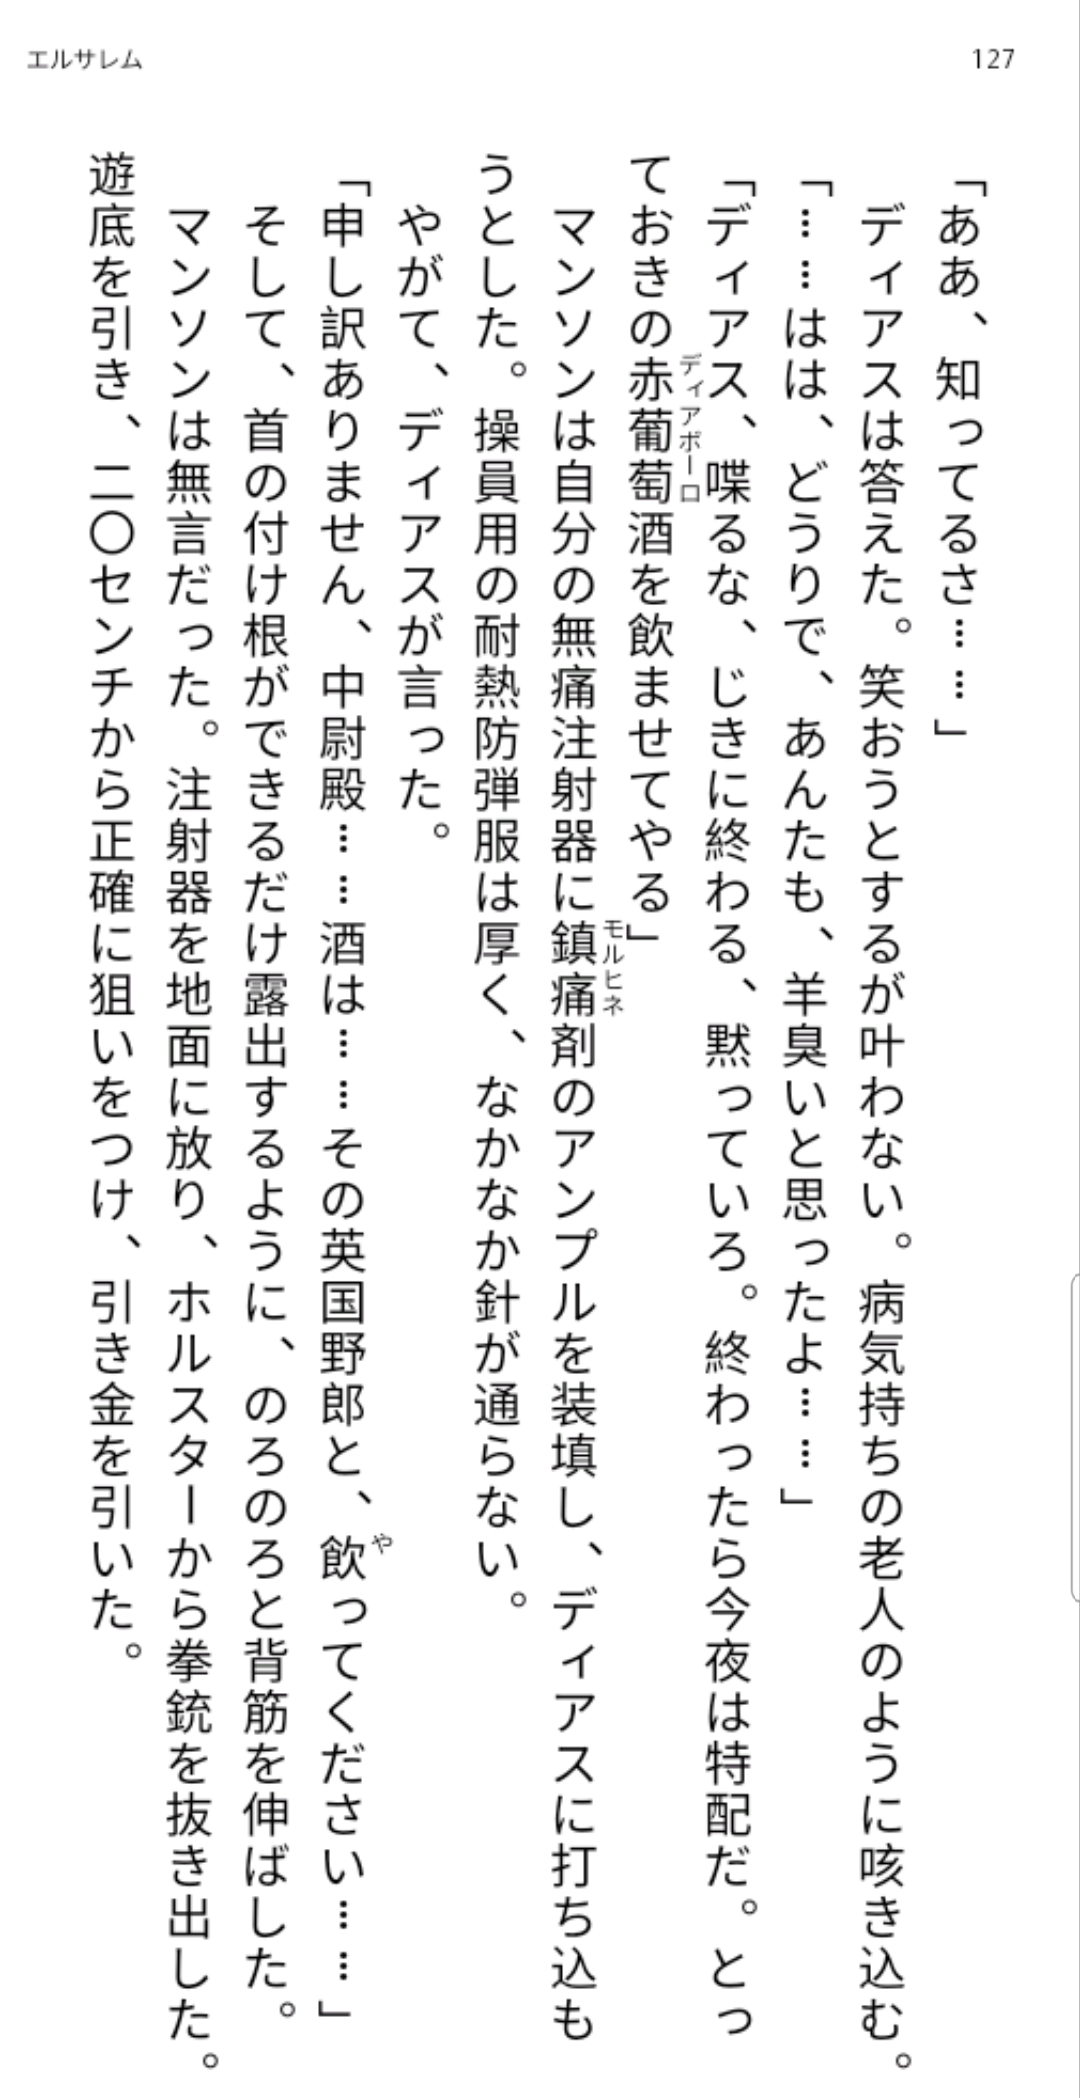 エルサレム
127
「ああ、知ってるさ……」
　ディアスは答えた。笑おうとするが叶わない。病気持ちの老人のように咳き込む。
「……はは、どうりで、あんたも、羊臭いと思ったよ……」
「ディアス、喋るな、じきに終わる、黙っていろ。終わったら今夜は特配だ。とっ
ディアボーロ
ておきの赤葡萄酒を飲ませてやる」
モルヒネ
　マンソンは自分の無痛注射器に鎮痛剤のアンプルを装填し、ディアスに打ち込も
うとした。操員用の耐熱防弾服は厚く、なかなか針が通らない。
　やがて、ディアスが言った。
や
「申し訳ありません、中尉殿……酒は……その英国野郎と、飲ってください……」
　そして、首の付け根ができるだけ露出するように、のろのろと背筋を伸ばした。
　マンソンは無言だった。注射器を地面に放り、ホルスターから拳銃を抜き出した。
遊底を引き、二〇センチから正確に狙いをつけ、引き金を引いた。